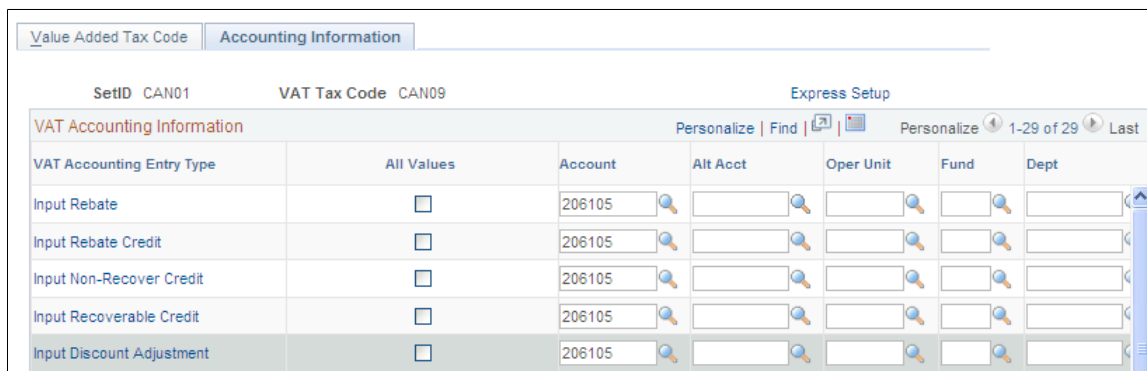 Value Added Tax Code Accounting Information
SetID CAN01 VAT Tax Code CAN09 Express Setup
VAT Accounting Information Personalize | Find | | Personalize 1-29 of 29 Last
VAT Accounting Entry Type All Values Account Alt Acct Oper Unit Fund Dept
Input Rebate 206105
Input Rebate Credit 206105
Input Non-Recover Credit 206105
Input Recoverable Credit 206105
Input Discount Adjustment 206105